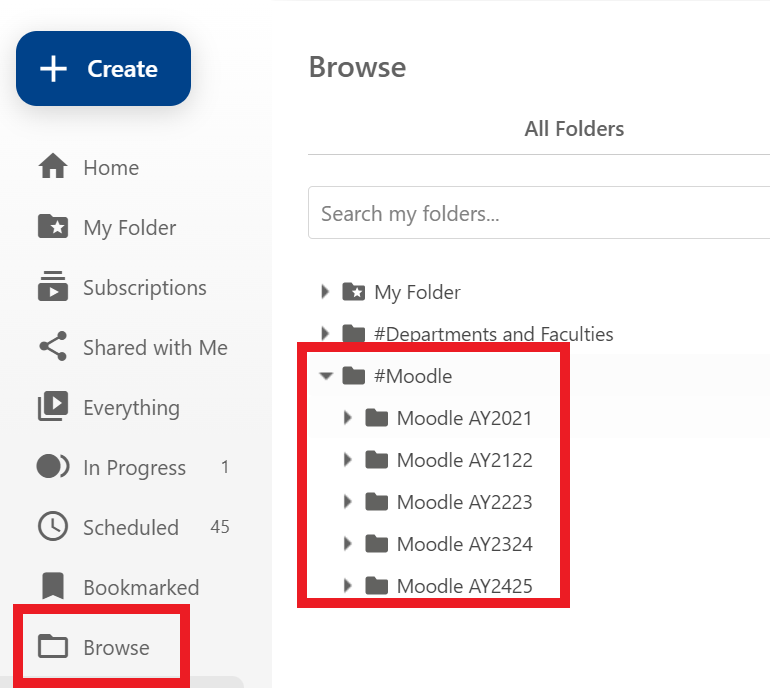 Create
Home
My Folder
Subscriptions
Shared with Me
Everything
In Progress 1
Scheduled 45
Bookmarked
Browse
Browse
All Folders
Search my folders...
My Folder
#Departments and Faculties
#Moodle
Moodle AY2021
Moodle AY2122
Moodle AY2223
Moodle AY2324
Moodle AY2425